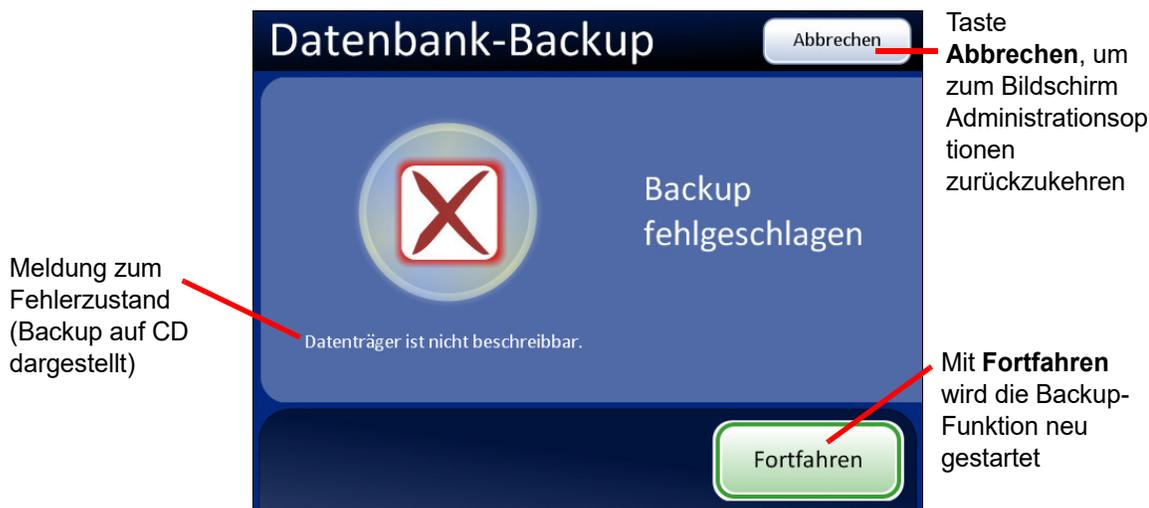 Datenbank-Backup
Abbrechen
Taste
Abbrechen, um
zum Bildschirm
Administrationsop
tionen
zurückzukehren
Backup
fehlgeschlagen
Meldung zum
Fehlerzustand
(Backup auf CD
dargestellt)
Datenträger ist nicht beschreibbar.
Mit Fortfahren
wird die Backup-
Funktion neu
gestartet
Fortfahren